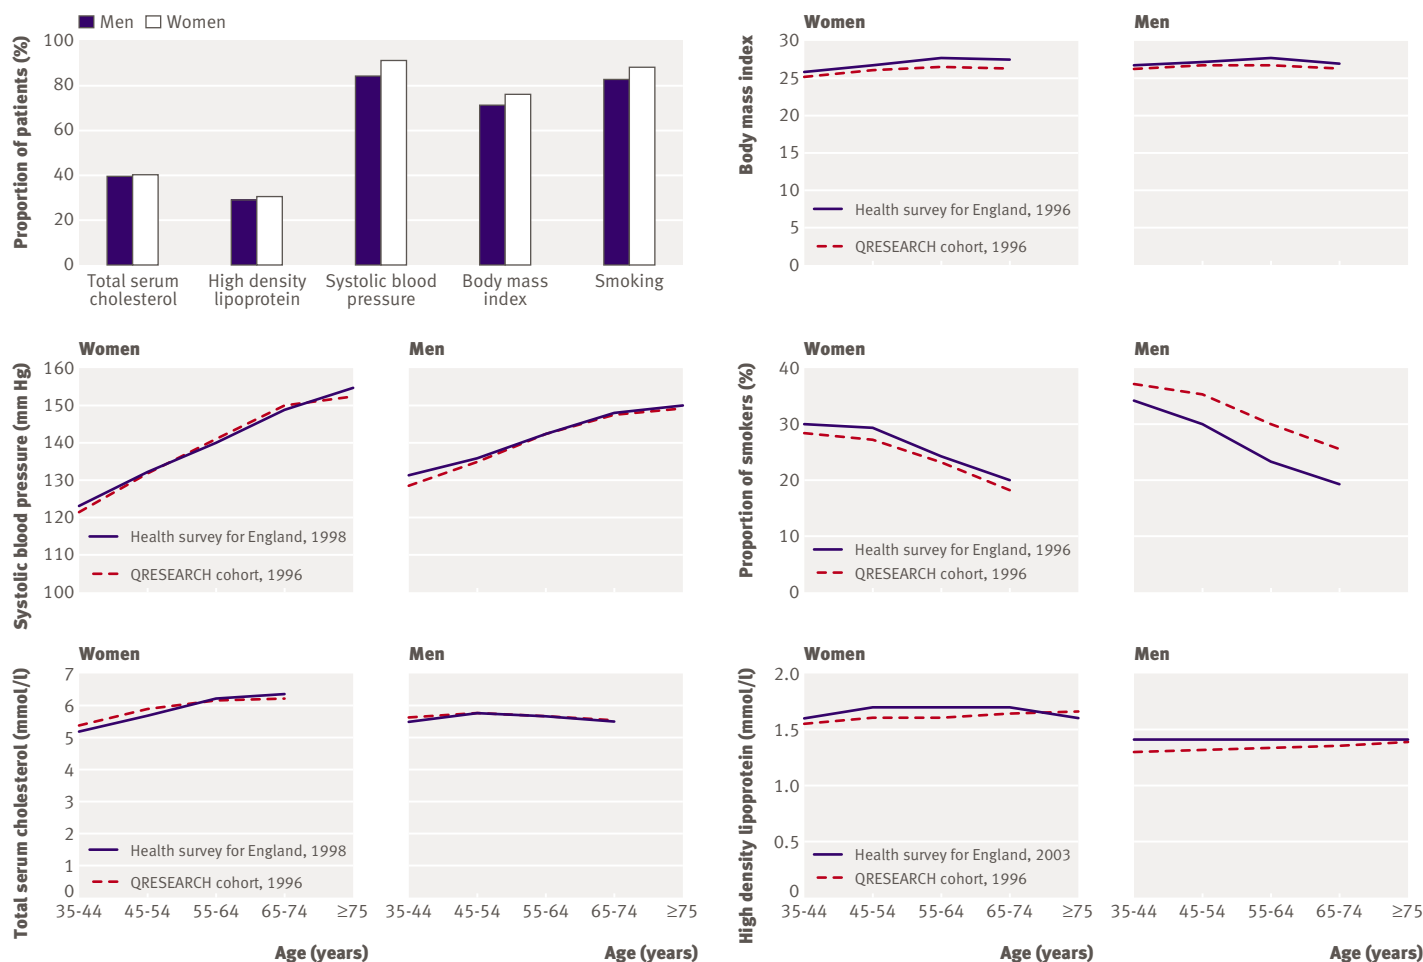 Men Women
Proportion of patients (%)
100
80
60
40
20
0
Total serum
cholesterol
High density
lipoprotein
Systolic blood
pressure
Body mass
index
Smoking
Women
Men
Body mass index
30
25
20
15
10
5
0
Health survey for England, 1996
QRESEARCH cohort, 1996
Women
Men
Systolic blood pressure (mm Hg)
160
150
140
130
120
110
100
Health survey for England, 1998
QRESEARCH cohort, 1996
Women
Men
Proportion of smokers (%)
40
30
20
10
0
Health survey for England, 1996
QRESEARCH cohort, 1996
Women
Men
Total serum cholesterol (mmol/l)
7
6
5
4
3
2
1
0
Health survey for England, 1998
QRESEARCH cohort, 1996
35-44 45-54 55-64 65-74 ≥75
35-44 45-54 55-64 65-74 ≥75
Age (years)
Age (years)
Women
Men
High density lipoprotein (mmol/l)
2.0
1.5
1.0
0.5
0
Health survey for England, 2003
QRESEARCH cohort, 1996
35-44 45-54 55-64 65-74 ≥75
35-44 45-54 55-64 65-74 ≥75
Age (years)
Age (years)